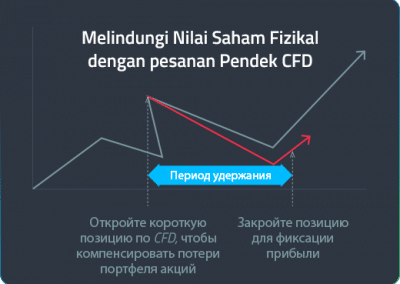 Melindungi Nilai Saham Fizikal
dengan pesanan Pendek CFD
Период удержания
Откройте короткую
позицию по CFD, чтобы
компенсировать потери
портфеля акций
Закройте позицию
для фиксации
прибыли